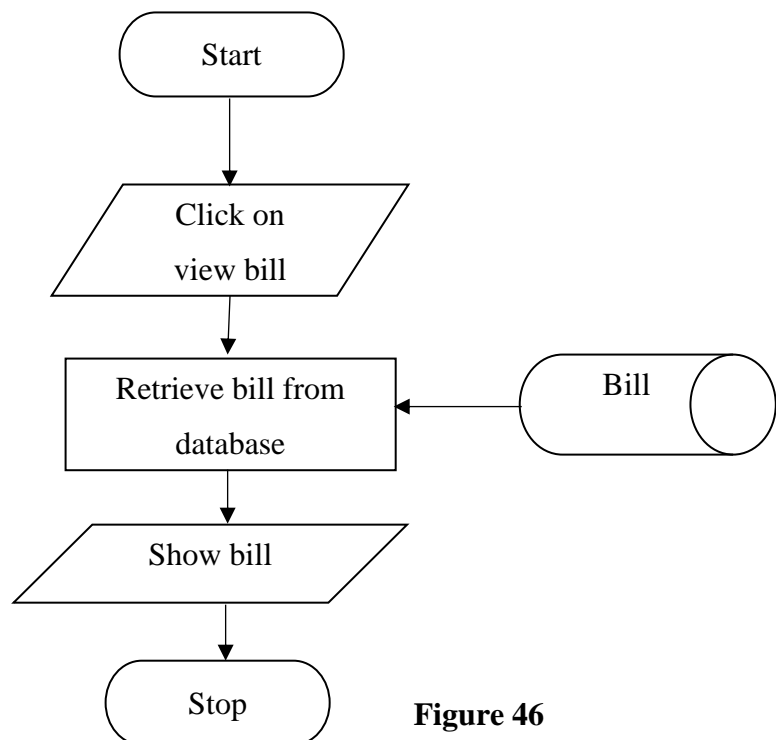 Start
Click on
view bill
Retrieve bill from
database
Bill
Show bill
Stop
Figure 46